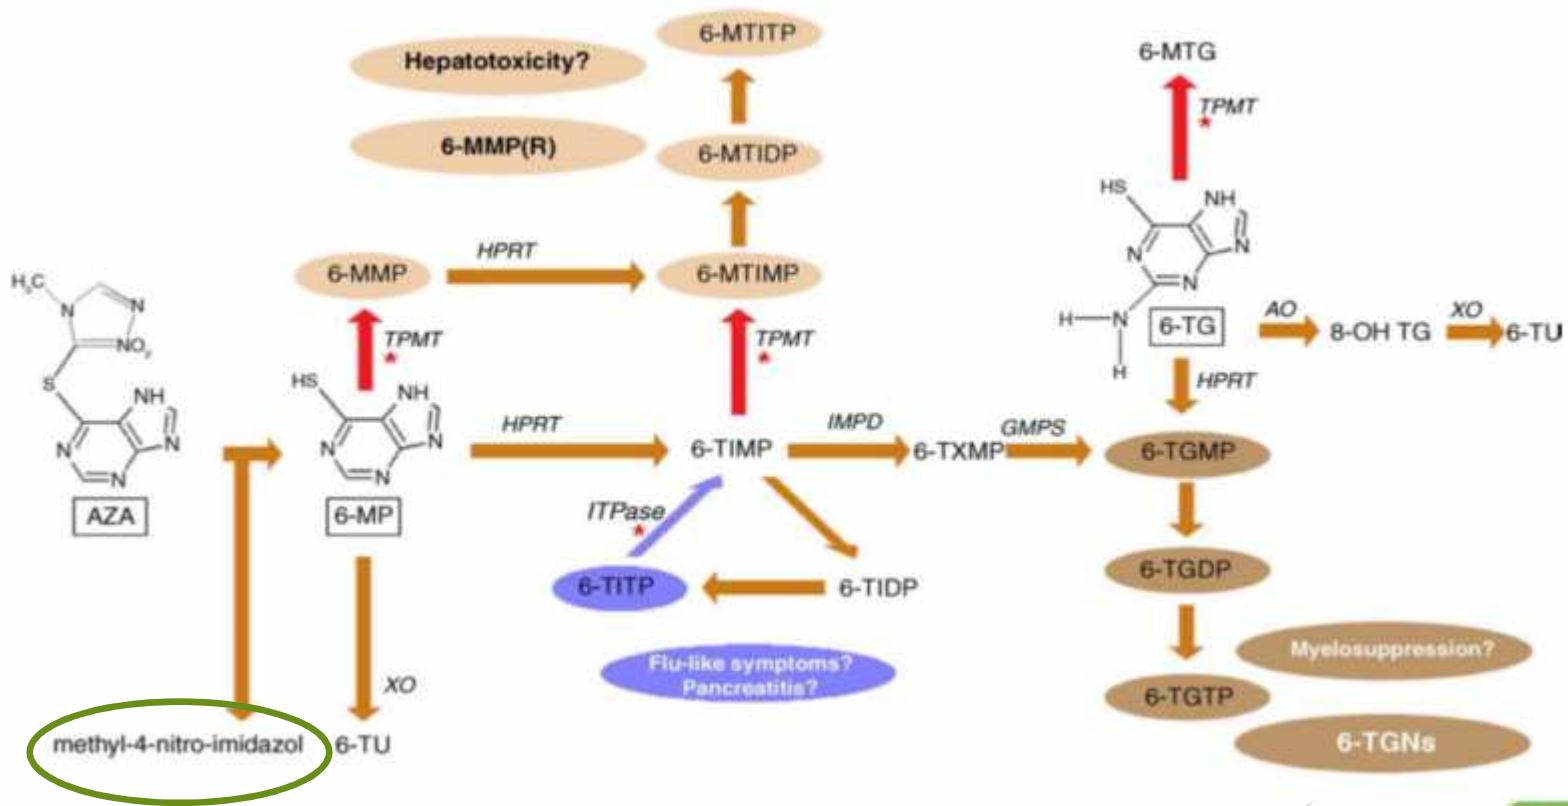 6-MTITP
Hepatotoxicity?
6-MTG
TPMT
*
6-MMP(R)
6-MTIDP
HS
NH
N
N
N
HPRT
6-MMP
6-MTIMP
H₃C
N
N
NO₂
H
N
H
6-TG
AO
8-OH TG
XO
6-TU
TPMT
*
TPMT
*
S
HS
HPRT
NH
N
N
N
NH
N
N
N
HPRT
6-TIMP
IMPD
6-TXMP
GMPS
6-TGMP
AZA
6-MP
ITPase
*
6-TITP
6-TIDP
6-TGDP
Flu-like symptoms?
Pancreatitis?
Myelosuppression?
XO
6-TGTP
methyl-4-nitro-imidazol
6-TU
6-TGNs